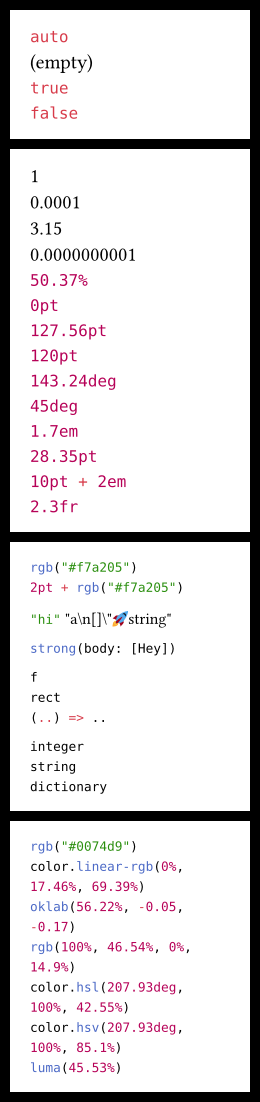 auto
(empty)
true
false
1
0.0001
3.15
0.0000000001
50.37%
0pt
127.56pt
120pt
143.24deg
45deg
1.7em
28.35pt
10pt + 2em
2.3fr
rgb("#f7a205")
2pt + rgb("#f7a205")
"hi" "a\n[]\"🚀string"
strong(body: [Hey])
f
rect
(..) => ..
integer
string
dictionary
rgb("#0074d9")
color.linear-rgb(0%,
17.46%, 69.39%)
oklab(56.22%, -0.05,
-0.17)
rgb(100%, 46.54%, 0%,
14.9%)
color.hsl(207.93deg,
100%, 42.55%)
color.hsv(207.93deg,
100%, 85.1%)
luma(45.53%)